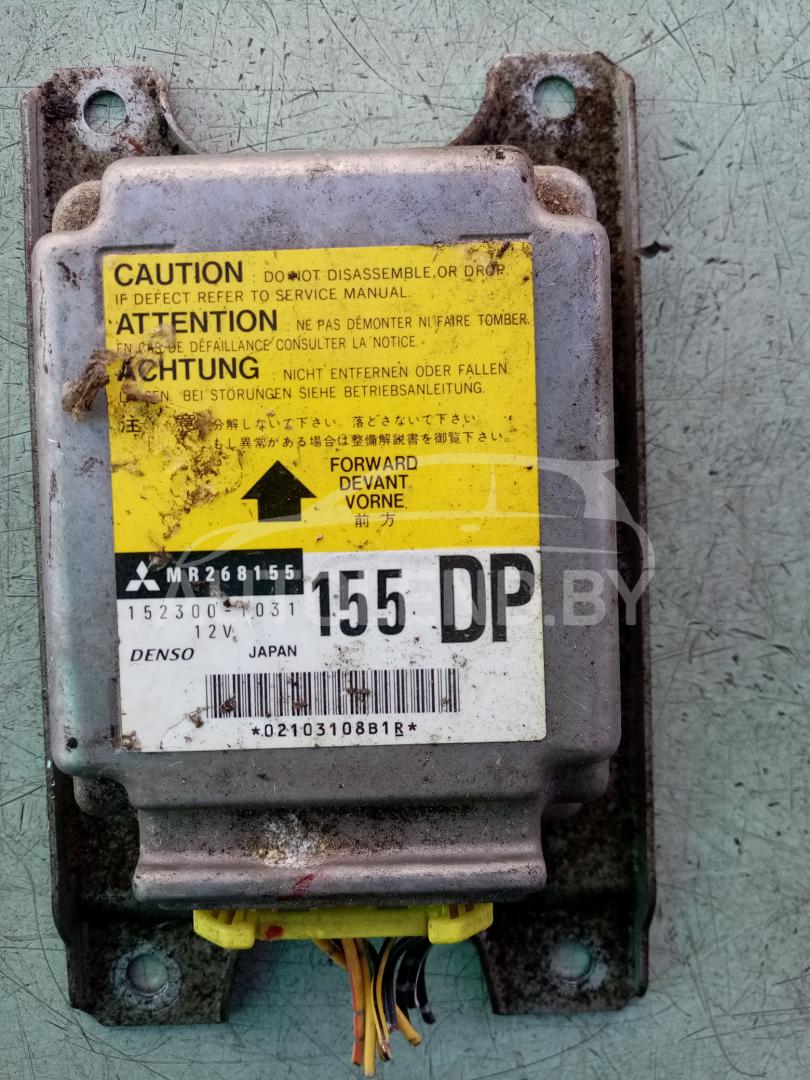 CAUTION : DO NOT DISASSEMBLE, OR DROP.
IF DEFECT REFER TO SERVICE MANUAL.
ATTENTION : NE PAS DÉMONTER NI FAIRE TOMBER.
EN CAS DE DÉFAILLANCE CONSULTER LA NOTICE.
ACHTUNG : NICHT ENTFERNEN ODER FALLEN
BEI STÖRUNGEN SIEHE BETRIEBSANLEITUNG.
注 意 分解しないで下さい。落とさないで下さい。
もし異常がある場合は整備解説書を御覧下さい。
FORWARD
DEVANT
VORNE
前方
MR268155
152300-1031
12V
155 DP
DENSO JAPAN
*02103108B1R*